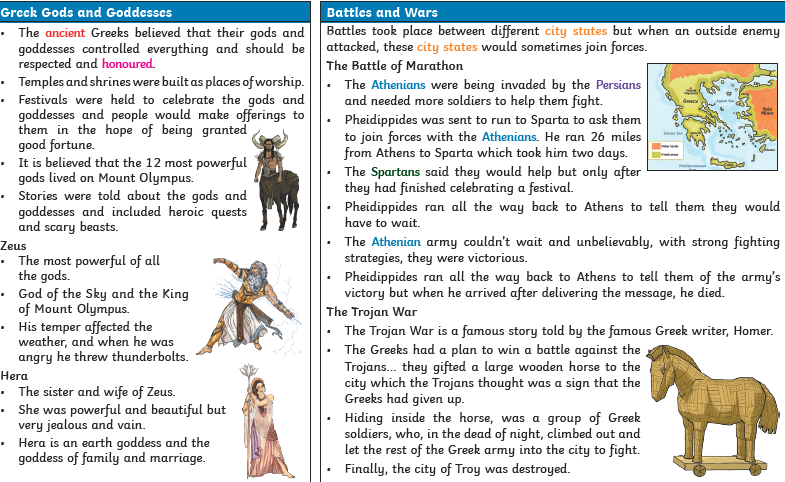 Greek Gods and Goddesses
• The ancient Greeks believed that their gods and
goddesses controlled everything and should be
respected and honoured.
• Temples and shrines were built as places of worship.
• Festivals were held to celebrate the gods and
goddesses and people would make offerings to
them in the hope of being granted
good fortune.
• It is believed that the 12 most powerful
gods lived on Mount Olympus.
• Stories were told about the gods and
goddesses and included heroic quests
and scary beasts.
Zeus
• The most powerful of all
the gods.
• God of the Sky and the King
of Mount Olympus.
• His temper affected the
weather, and when he was
angry he threw thunderbolts.
Hera
• The sister and wife of Zeus.
• She was powerful and beautiful but
very jealous and vain.
• Hera is an earth goddess and the
goddess of family and marriage.
Battles and Wars
Battles took place between different city states but when an outside enemy
attacked, these city states would sometimes join forces.
The Battle of Marathon
• The Athenians were being invaded by the Persians
and needed more soldiers to help them fight.
• Pheidippides was sent to run to Sparta to ask them
to join forces with the Athenians. He ran 26 miles
from Athens to Sparta which took him two days.
• The Spartans said they would help but only after
they had finished celebrating a festival.
• Pheidippides ran all the way back to Athens to tell them they would
have to wait.
• The Athenian army couldn't wait and unbelievably, with strong fighting
strategies, they were victorious.
• Pheidippides ran all the way back to Athens to tell them of the army's
victory but when he arrived after delivering the message, he died.
Greece
Asia
Minor
The Trojan War
• The Trojan War is a famous story told by the famous Greek writer, Homer.
• The Greeks had a plan to win a battle against the
Trojans... they gifted a large wooden horse to the
city which the Trojans thought was a sign that the
Greeks had given up.
• Hiding inside the horse, was a group of Greek
soldiers, who, in the dead of night, climbed out and
let the rest of the Greek army into the city to fight.
• Finally, the city of Troy was destroyed.